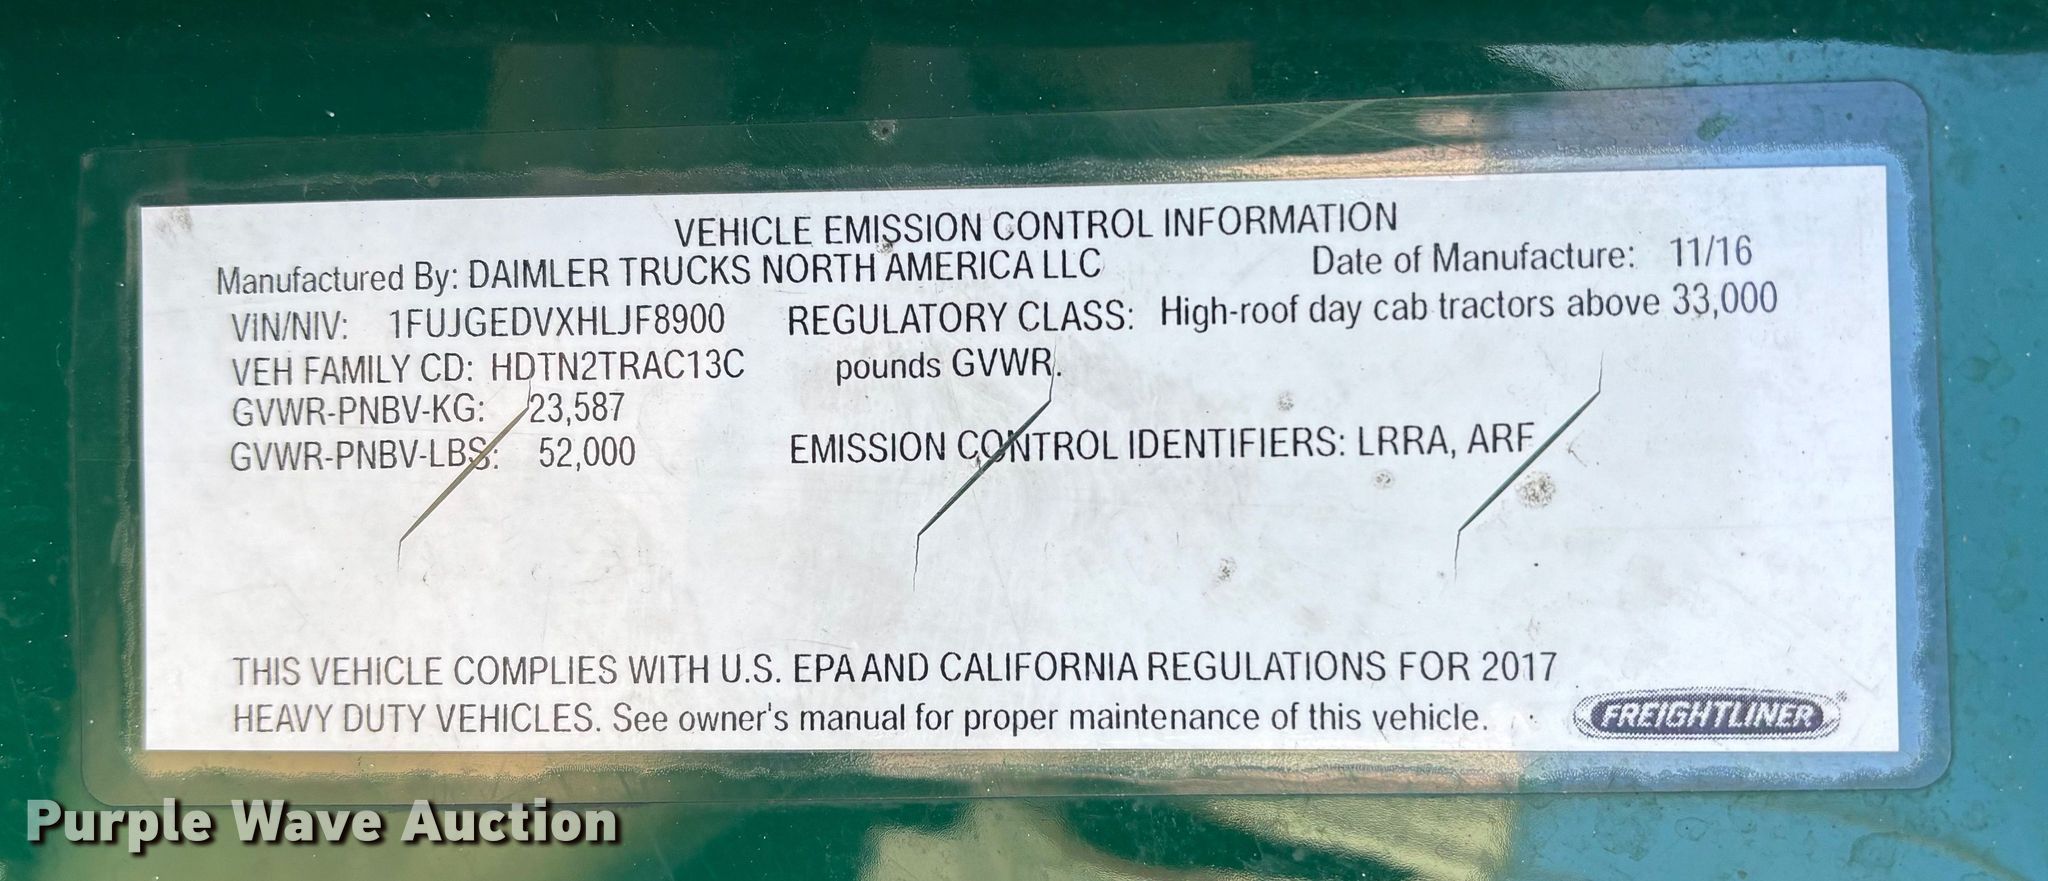 VEHICLE EMISSION CONTROL INFORMATION
Manufactured By: DAIMLER TRUCKS NORTH AMERICA LLC Date of Manufacture: 11/16
VIN/NIV: 1FUJGEDVXHLJF8900 REGULATORY CLASS: High-roof day cab tractors above 33,000
VEH FAMILY CD: HDTN2TRAC13C pounds GVWR.
GVWR-PNBV-KG: 23,587
GVWR-PNBV-LBS: 52,000 EMISSION CONTROL IDENTIFIERS: LRRA, ARF
THIS VEHICLE COMPLIES WITH U.S. EPA AND CALIFORNIA REGULATIONS FOR 2017
HEAVY DUTY VEHICLES. See owner's manual for proper maintenance of this vehicle.
FREIGHTLINER
Purple Wave Auction